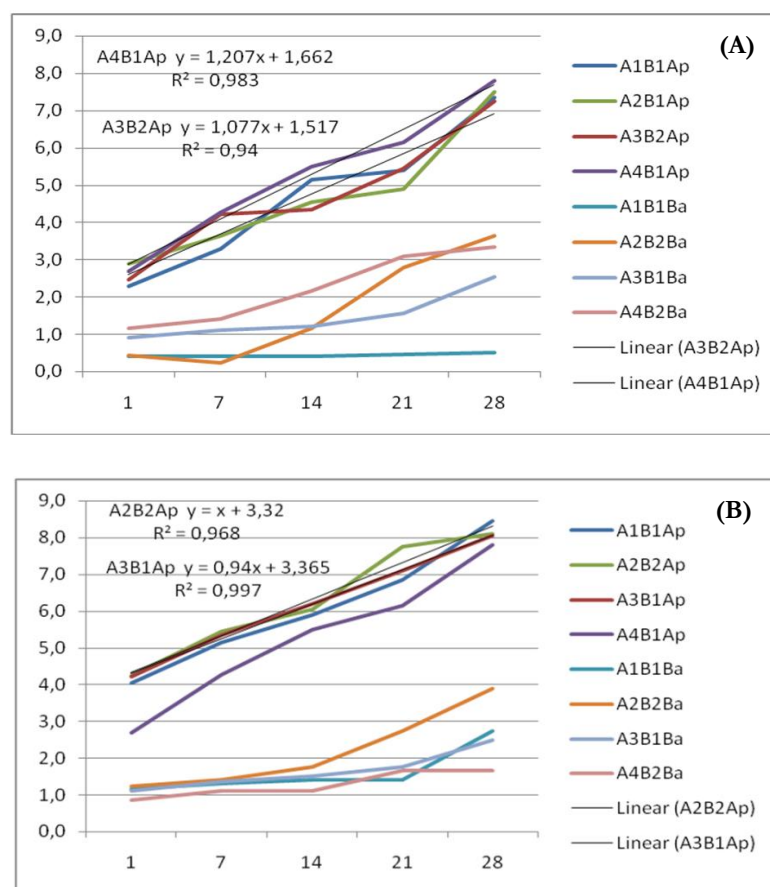 (A)
9,0
8,0
7,0
6,0
5,0
4,0
3,0
2,0
1,0
0,0
A4B1Ap y = 1,207x + 1,662
R² = 0,983
A3B2Ap y = 1,077x + 1,517
R² = 0,94
1 7 14 21 28
A1B1Ap
A2B1Ap
A3B2Ap
A4B1Ap
A1B1Ba
A2B2Ba
A3B1Ba
A4B2Ba
Linear (A3B2Ap)
Linear (A4B1Ap)
(B)
9,0
8,0
7,0
6,0
5,0
4,0
3,0
2,0
1,0
0,0
A2B2Ap y = x + 3,32
R² = 0,968
A3B1Ap y = 0,94x + 3,365
R² = 0,997
1 7 14 21 28
A1B1Ap
A2B2Ap
A3B1Ap
A4B1Ap
A1B1Ba
A2B2Ba
A3B1Ba
A4B2Ba
Linear (A2B2Ap)
Linear (A3B1Ap)